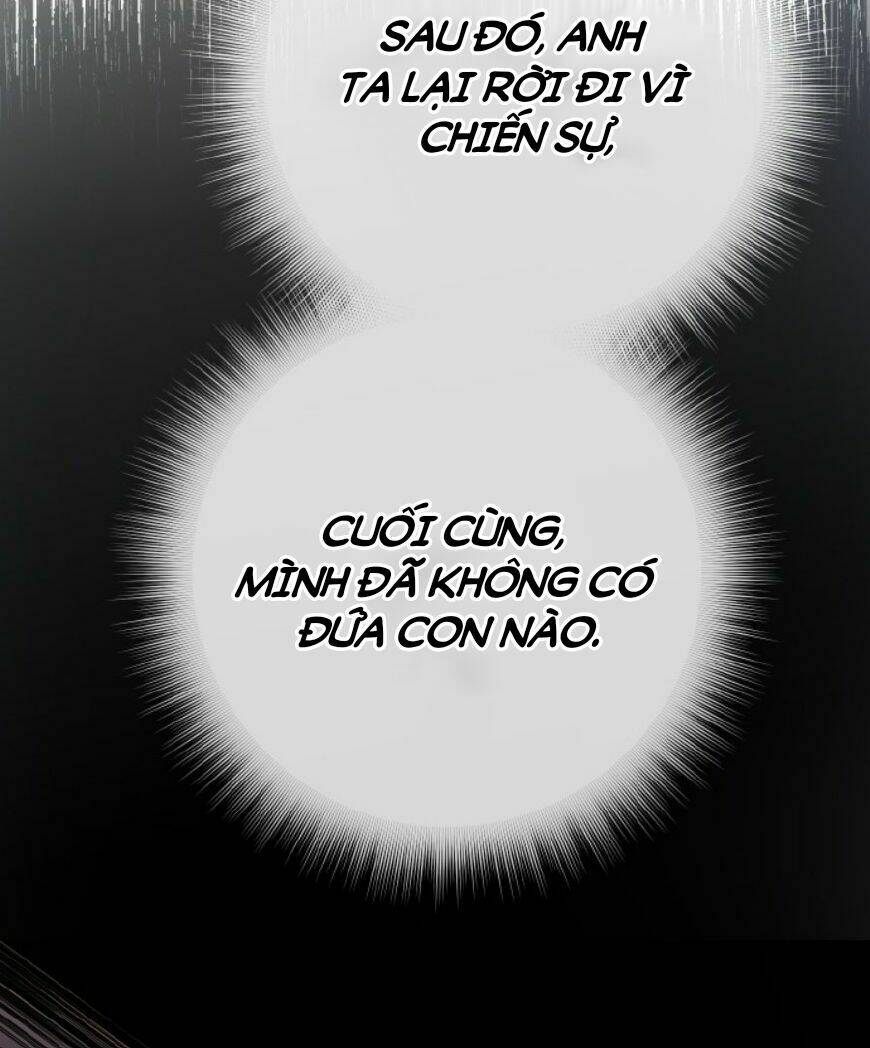 SAU ĐÓ, ANH
TA LẠI RỜI ĐI VÌ
CHIẾN SỰ,
CUỐI CÙNG,
MÌNH ĐÃ KHÔNG CÓ
ĐỨA CON NÀO.